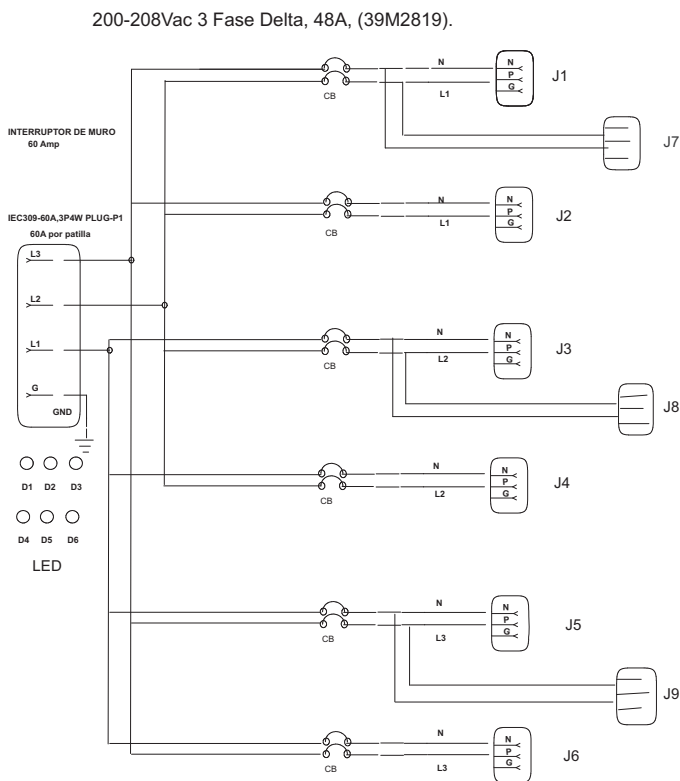 200-208Vac 3 Fase Delta, 48A, (39M2819).
N
P
G
N
L1
CB
J1
J7
INTERRUPTOR DE MURO
60 Amp
N
P
G
N
L1
CB
J2
IEC309-60A,3P4W PLUG-P1
60A por patilla
L3
L2
L1
G
GND
N
P
G
N
L2
CB
J3
J8
D1 D2 D3
D4 D5 D6
LED
N
P
G
N
L2
CB
J4
N
P
G
N
L3
CB
J5
J9
N
P
G
N
L3
CB
J6